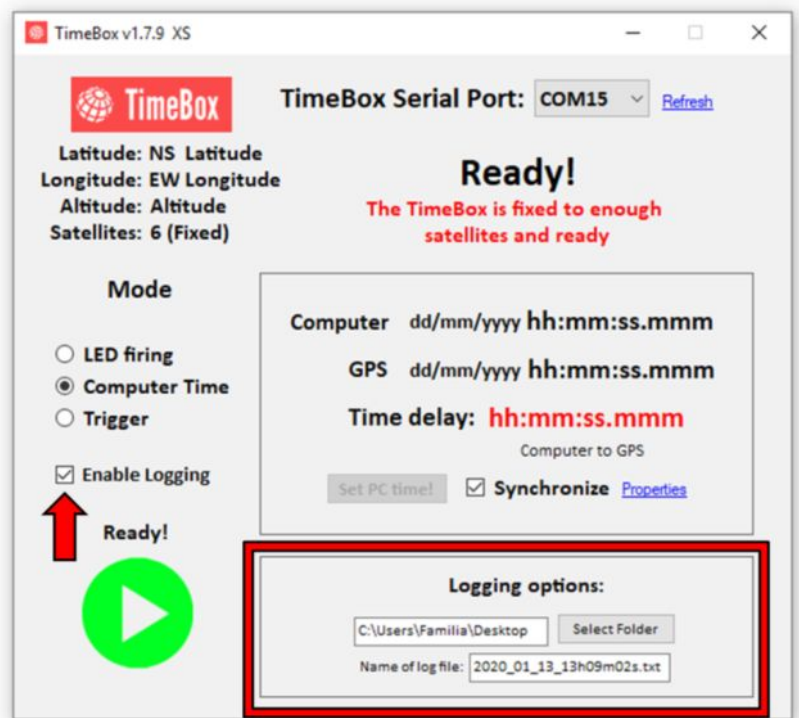 TimeBox v1.7.9 XS
TimeBox
TimeBox Serial Port: COM15 Refresh
Latitude: NS Latitude
Longitude: EW Longitude
Altitude: Altitude
Satellites: 6 (Fixed)
Ready!
The TimeBox is fixed to enough
satellites and ready
Mode
LED firing
Computer Time
Trigger
Enable Logging
Ready!
Computer dd/mm/yyyy hh:mm:ss.mmm
GPS dd/mm/yyyy hh:mm:ss.mmm
Time delay: hh:mm:ss.mmm
Computer to GPS
Set PC time! Synchronize Properties
Logging options:
C:\Users\Familia\Desktop Select Folder
Name of log file: 2020_01_13_13h09m02s.txt